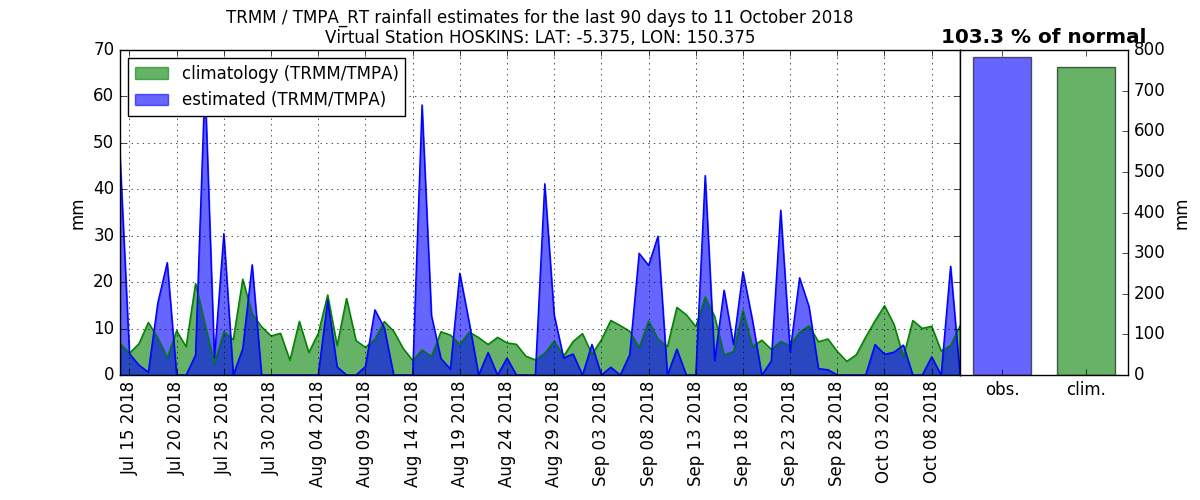 TRMM / TMPA_RT rainfall estimates for the last 90 days to 11 October 2018
Virtual Station HOSKINS: LAT: -5.375, LON: 150.375
103.3 % of normal
climatology (TRMM/TMPA)
estimated (TRMM/TMPA)
70
60
50
40
30
20
10
0
mm
800
700
600
500
400
300
200
100
0
mm
Jul 15 2018
Jul 20 2018
Jul 25 2018
Jul 30 2018
Aug 04 2018
Aug 09 2018
Aug 14 2018
Aug 19 2018
Aug 24 2018
Aug 29 2018
Sep 03 2018
Sep 08 2018
Sep 13 2018
Sep 18 2018
Sep 23 2018
Sep 28 2018
Oct 03 2018
Oct 08 2018
obs.
clim.